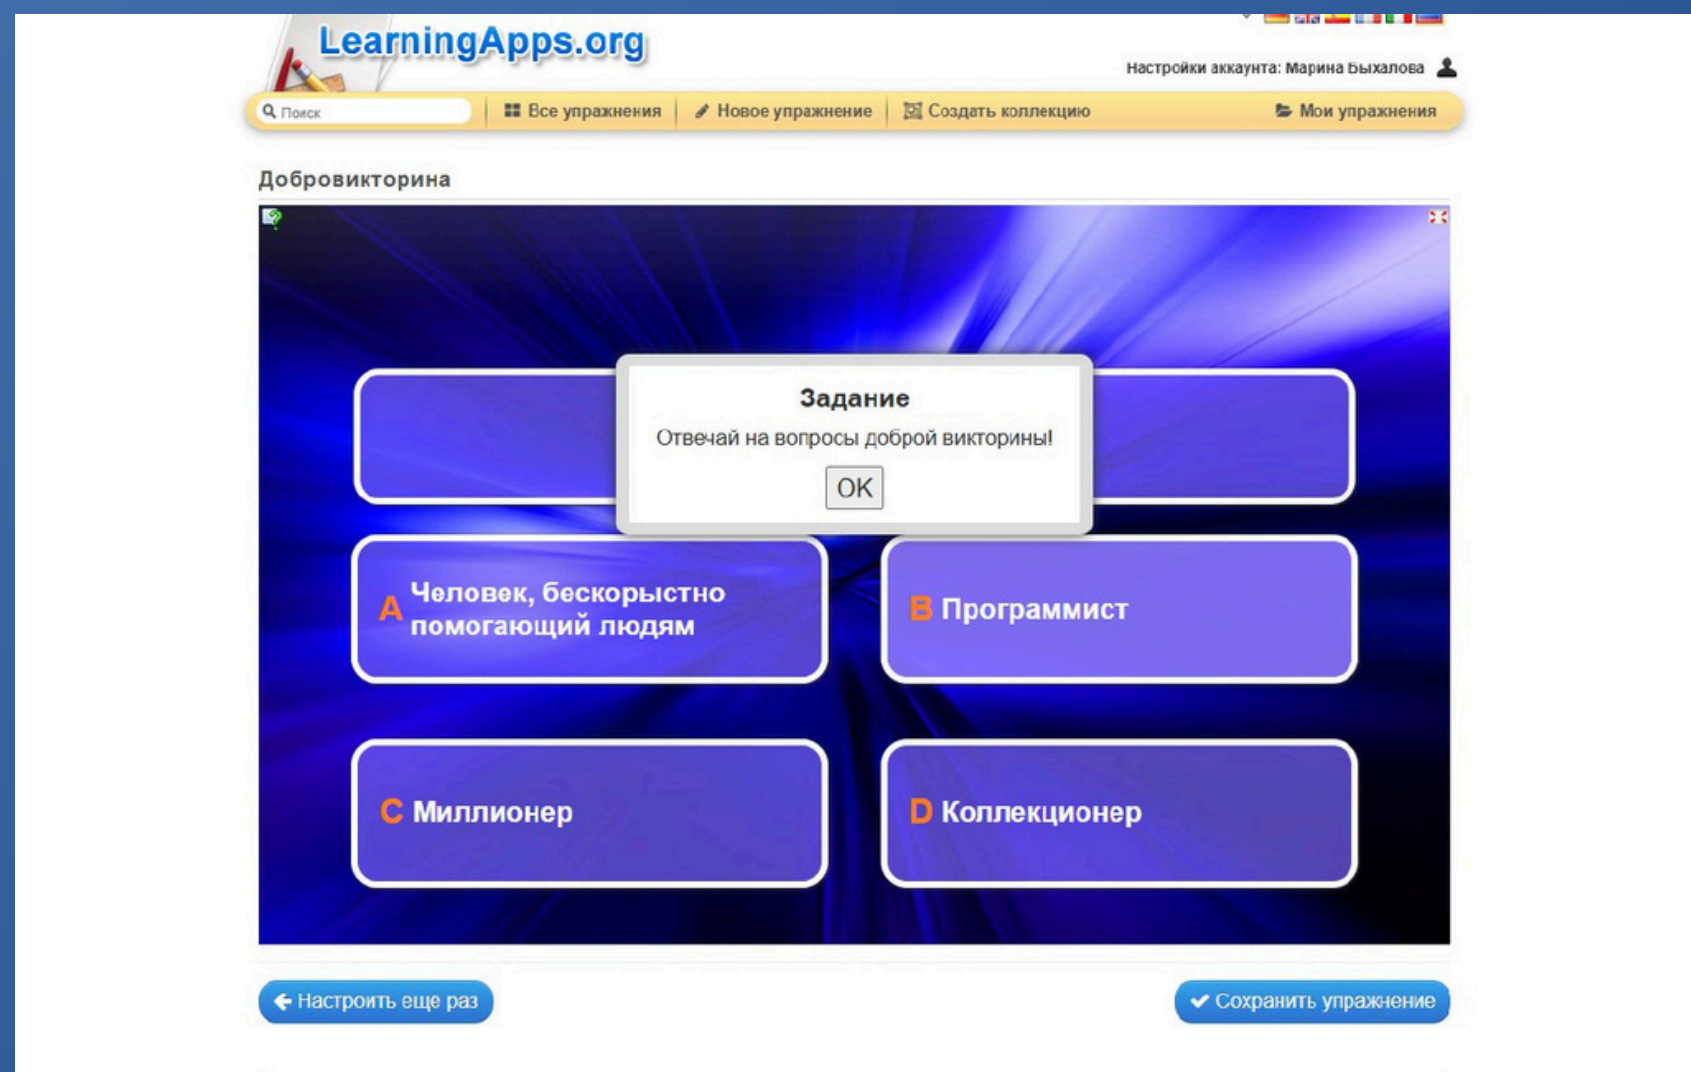 LearningApps.org
Настройки аккаунта: Марина Быхалова
Поиск
Все упражнения
Новое упражнение
Создать коллекцию
Мои упражнения
Добровикторина
Задание
Отвечай на вопросы доброй викторины!
OK
A Человек, бескорыстно
помогающий людям
B Программист
C Миллионер
D Коллекционер
Настроить еще раз
Сохранить упражнение